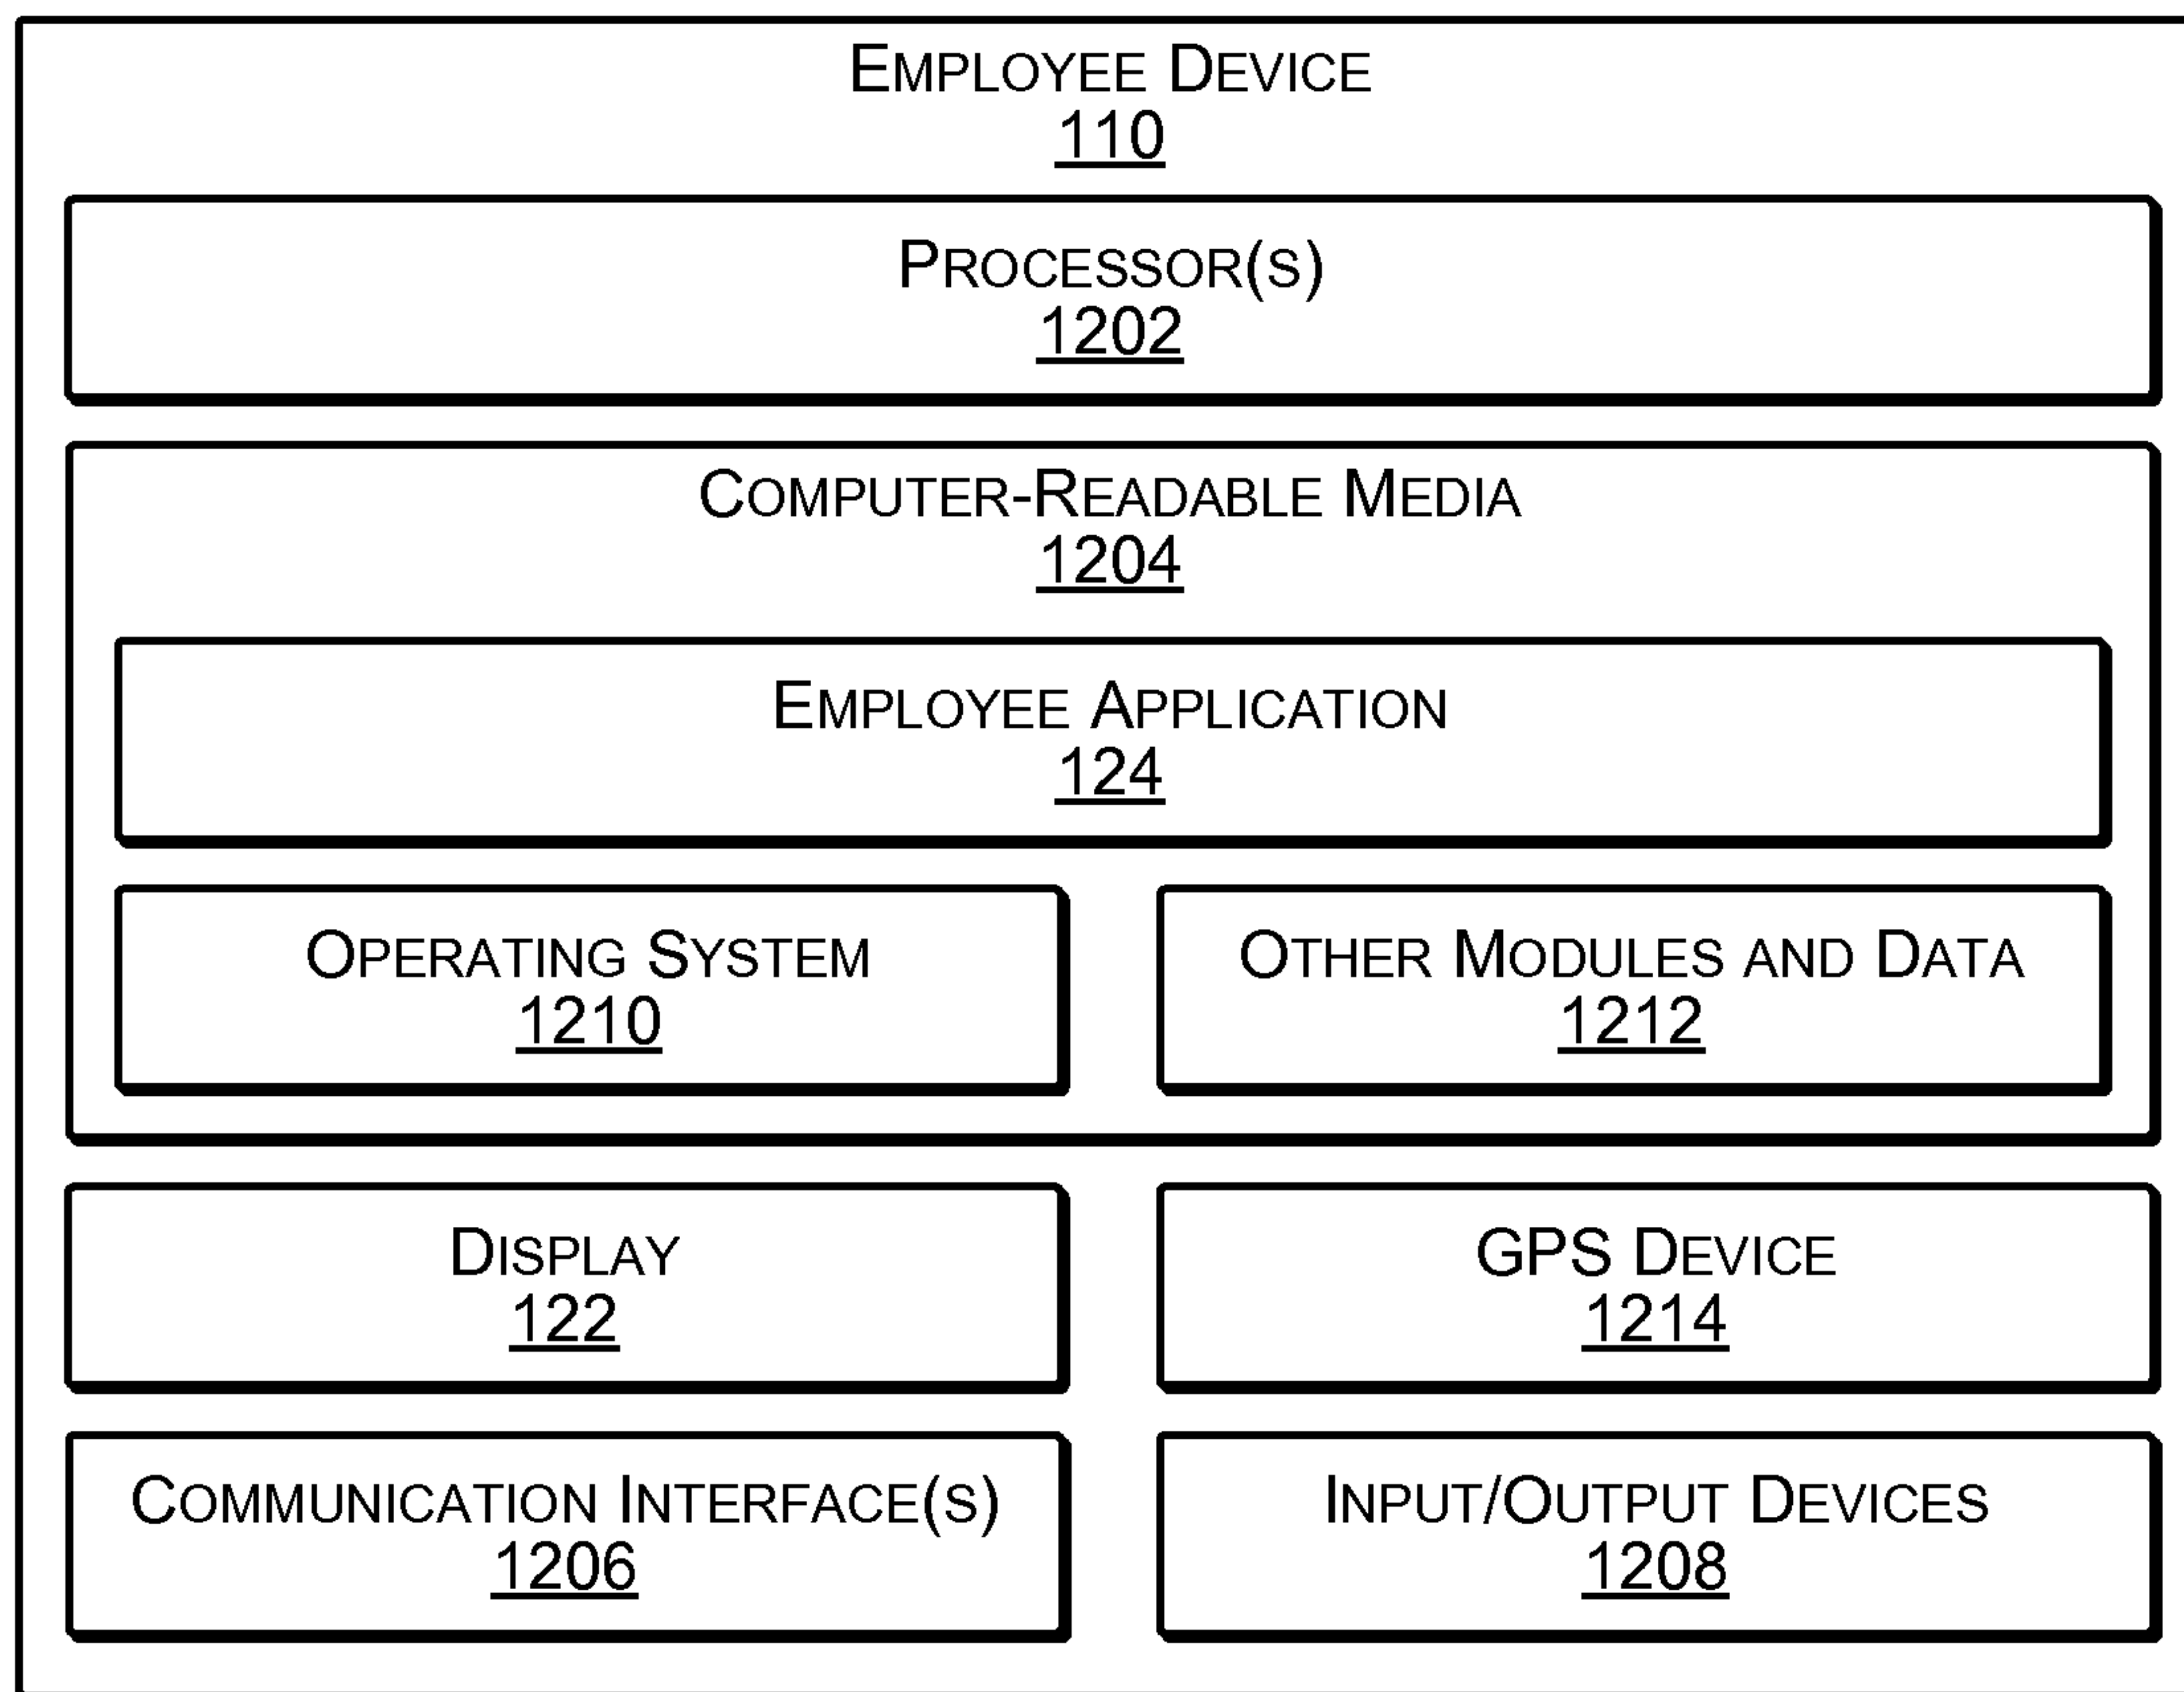 EMPLOYEE DEVICE
110
PROCESSOR(S)
1202
COMPUTER-READABLE MEDIA
1204
EMPLOYEE APPLICATION
124
OPERATING SYSTEM
1210
OTHER MODULES AND DATA
1212
DISPLAY
122
GPS DEVICE
1214
COMMUNICATION INTERFACE(S)
1206
INPUT/OUTPUT DEVICES
1208